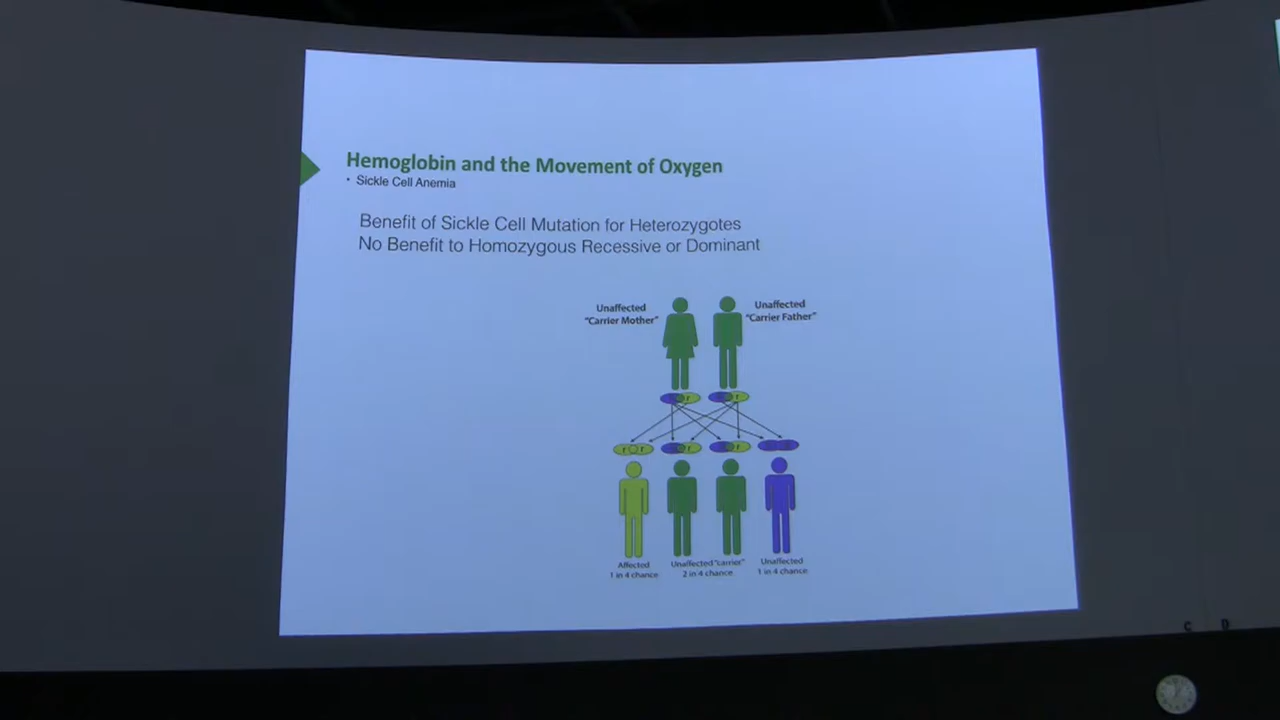 Hemoglobin and the Movement of Oxygen
• Sickle Cell Anemia
Benefit of Sickle Cell Mutation for Heterozygotes
No Benefit to Homozygous Recessive or Dominant
Unaffected
"Carrier Mother"
Unaffected
"Carrier Father"
r r
r r r r
Affected
1 in 4 chance
Unaffected "carrier"
2 in 4 chance
Unaffected
1 in 4 chance
C D